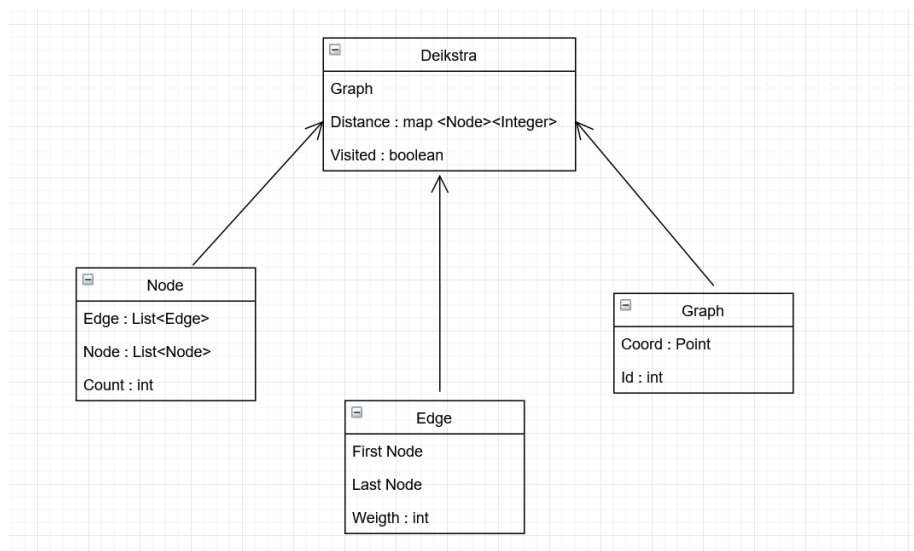 Deikstra
Graph
Distance : map <Node><Integer>
Visited : boolean
Node
Edge : List<Edge>
Node : List<Node>
Count : int
Edge
First Node
Last Node
Weigth : int
Graph
Coord : Point
Id : int